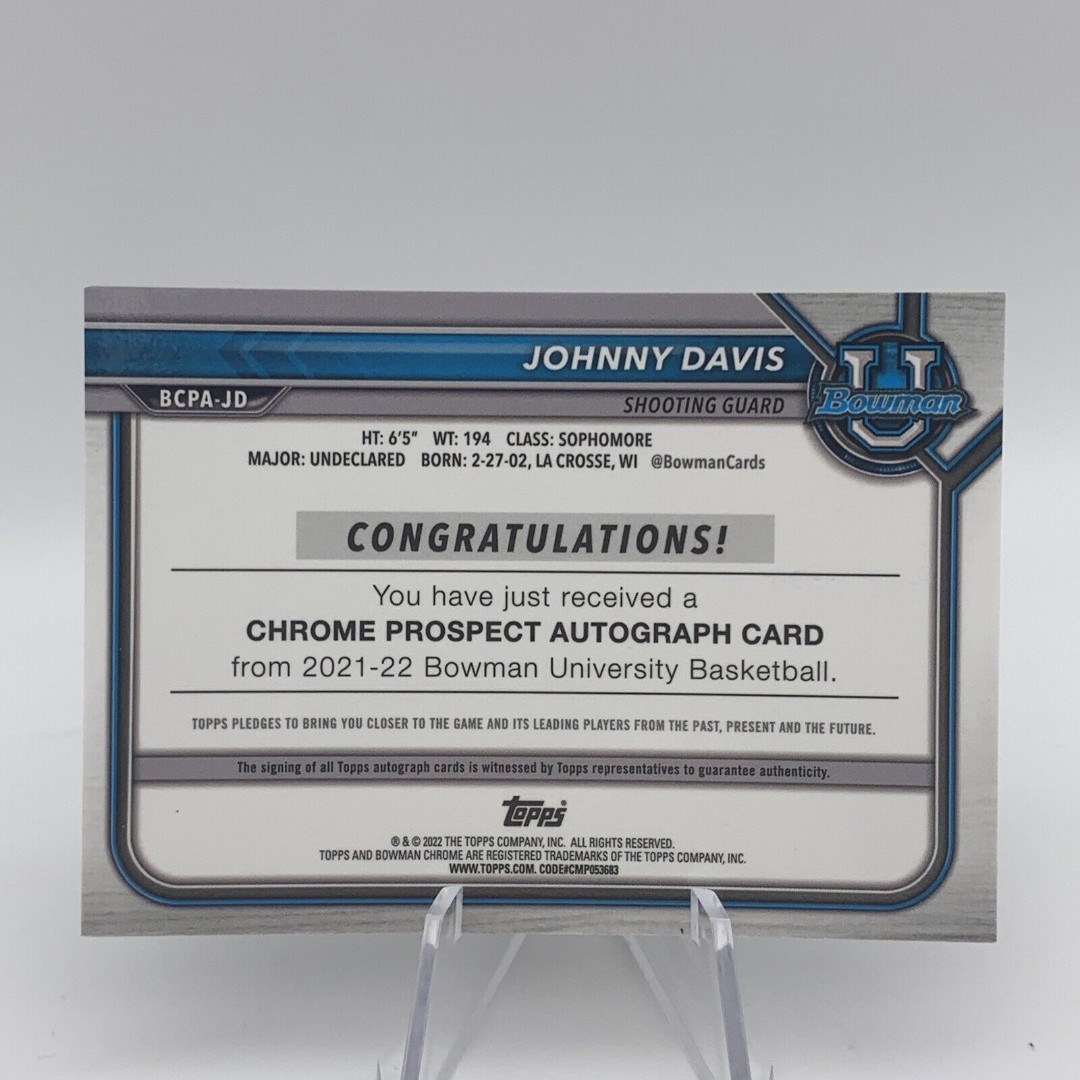 JOHNNY DAVIS
BCPA-JD
SHOOTING GUARD
U
Bowman
HT: 6'5" WT: 194 CLASS: SOPHOMORE
MAJOR: UNDECLARED BORN: 2-27-02, LA CROSSE, WI @BowmanCards
CONGRATULATIONS!
You have just received a
CHROME PROSPECT AUTOGRAPH CARD
from 2021-22 Bowman University Basketball.
TOPPS PLEDGES TO BRING YOU CLOSER TO THE GAME AND ITS LEADING PLAYERS FROM THE PAST, PRESENT AND THE FUTURE.
The signing of all Topps autograph cards is witnessed by Topps representatives to guarantee authenticity.
topps
® & © 2022 THE TOPPS COMPANY, INC. ALL RIGHTS RESERVED.
TOPPS AND BOWMAN CHROME ARE REGISTERED TRADEMARKS OF THE TOPPS COMPANY, INC.
WWW.TOPPS.COM. CODE#CMP053683